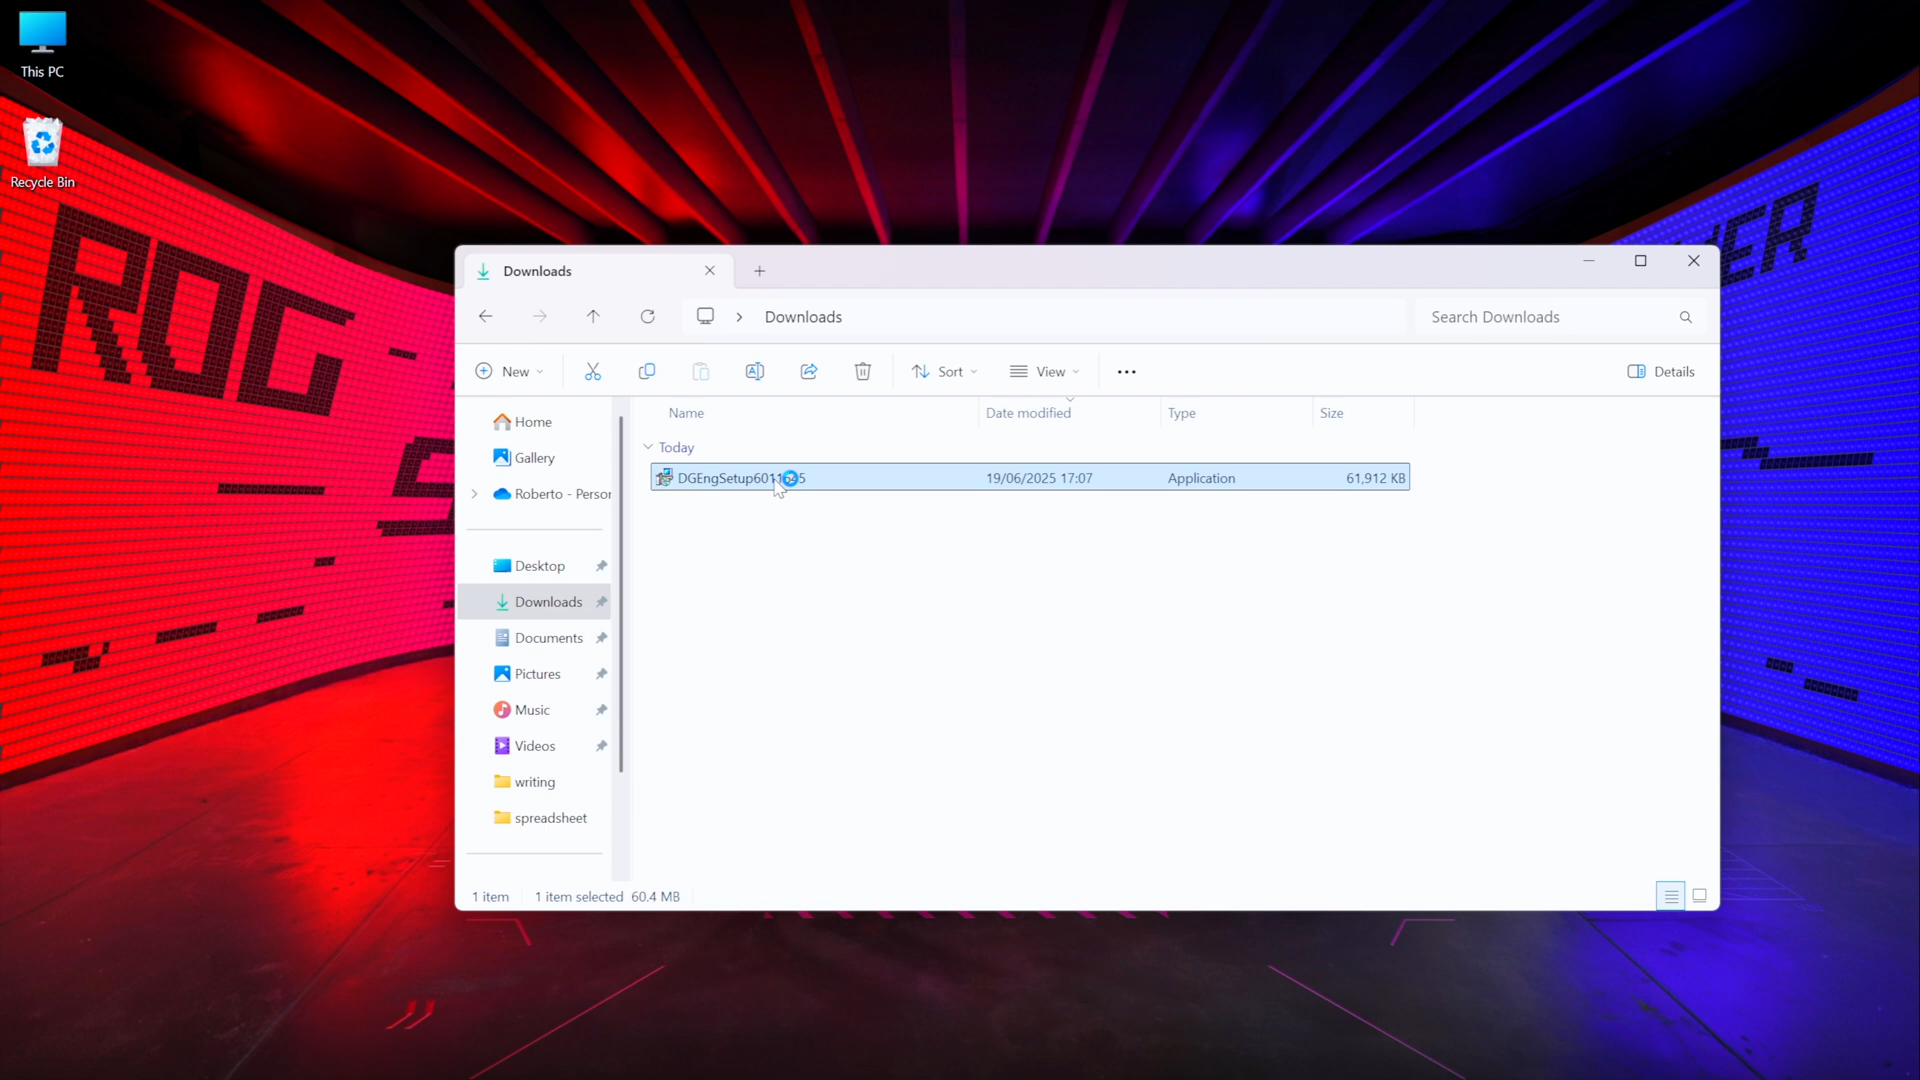 This PC
Recycle Bin
ROG
Downloads
Downloads
Search Downloads
New
Sort
View
Details
Home
Gallery
Roberto - Person
Desktop
Downloads
Documents
Pictures
Music
Videos
writing
spreadsheet
Name
Date modified
Type
Size
Today
19/06/2025 17:07
Application
61,912 KB
1 item
1 item selected
60.4 MB